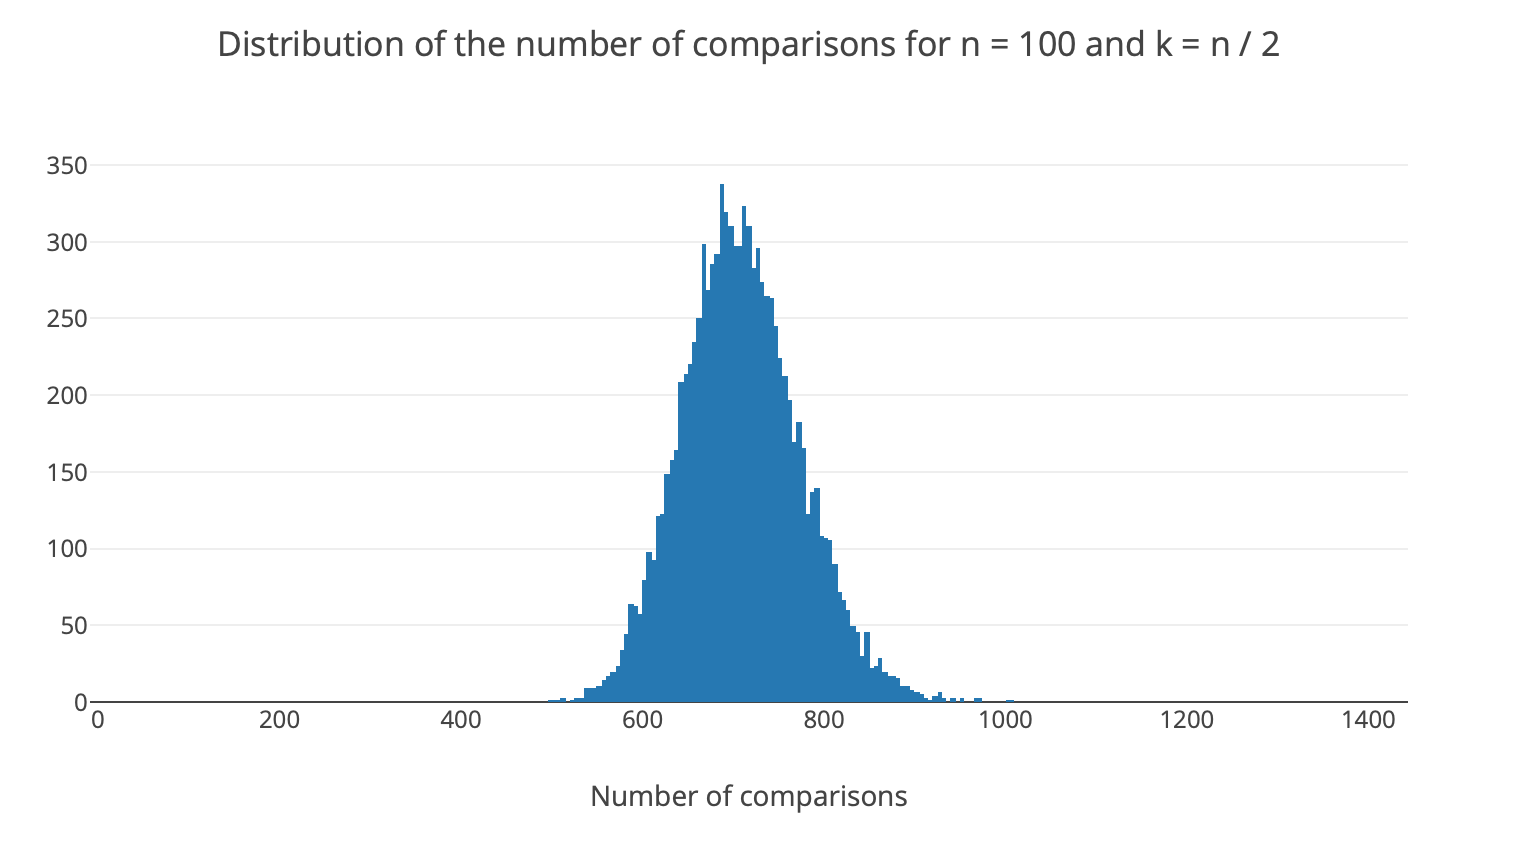 Distribution of the number of comparisons for n = 100 and k = n / 2
350
300
250
200
150
100
50
0
0 200 400 600 800 1000 1200 1400
Number of comparisons